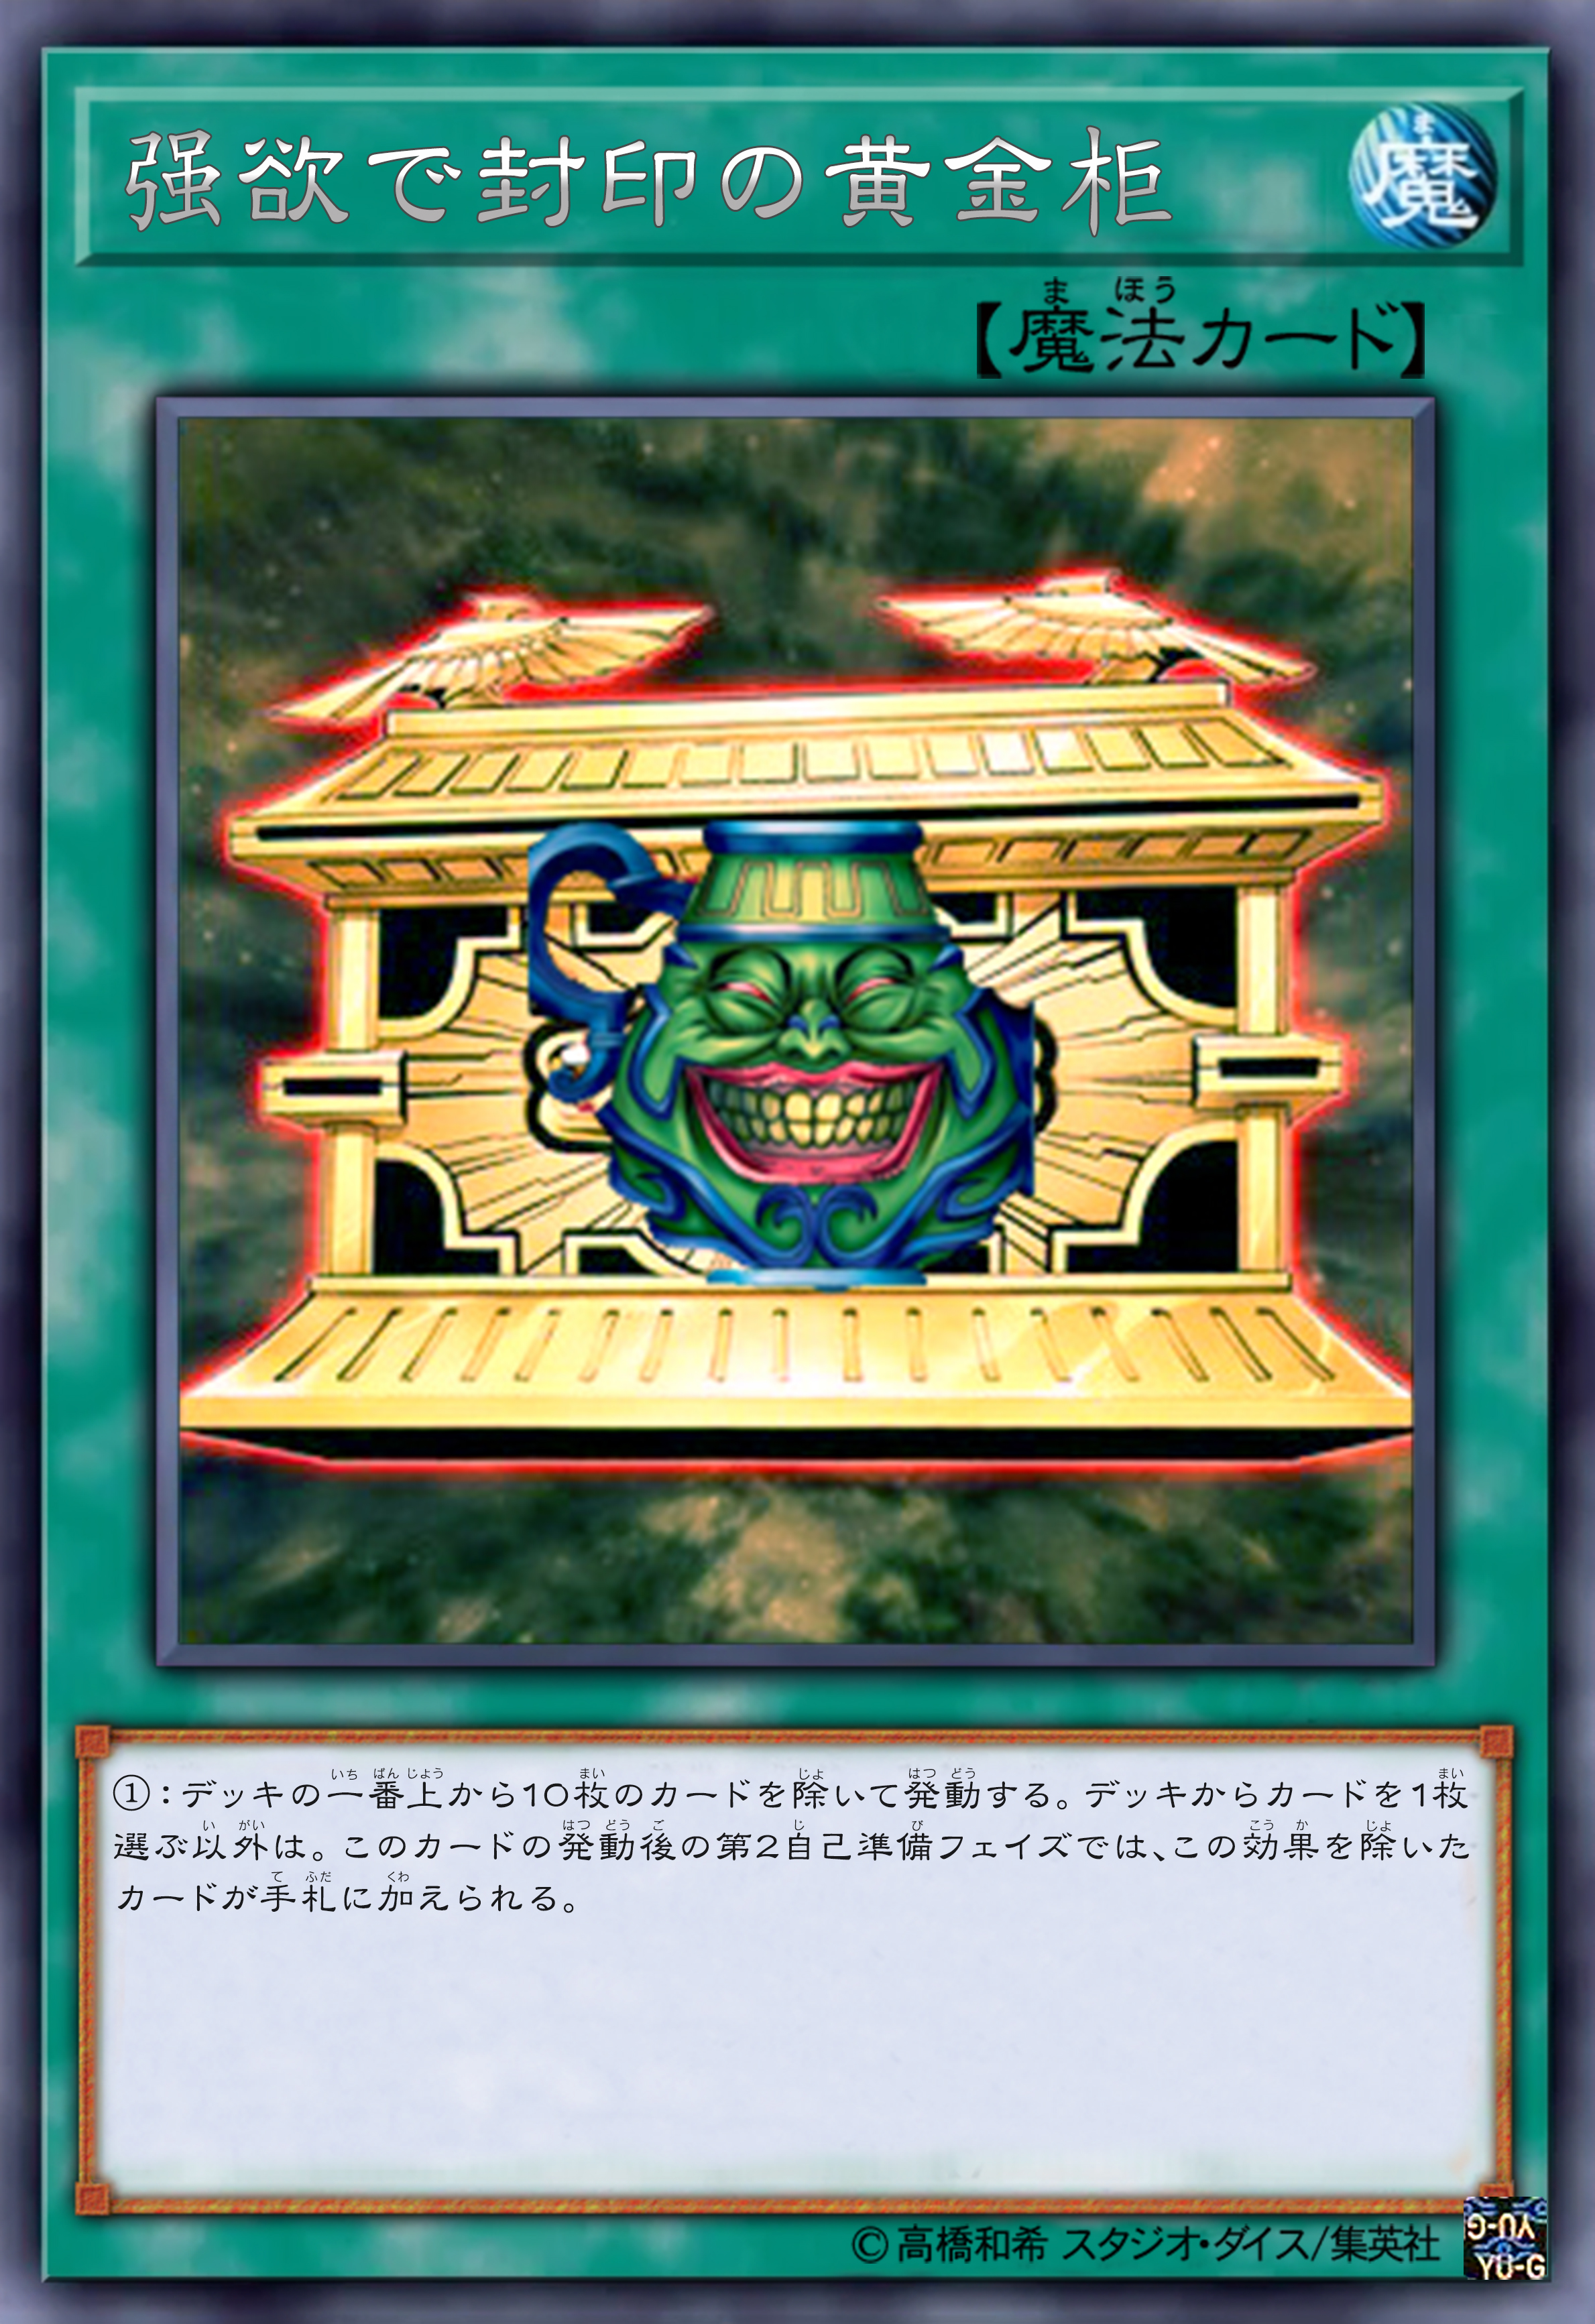 强欲で封印の黄金柜
魔
【魔法カード】
①：デッキの一番上から10枚のカードを除いて発動する。デッキからカードを1枚
選ぶ以外は。このカードの発動後の第2自己準備フェイズでは、この効果を除いた
カードが手札に加えられる。
©高橋和希 スタジオ・ダイス/集英社
YU-G
YU-G